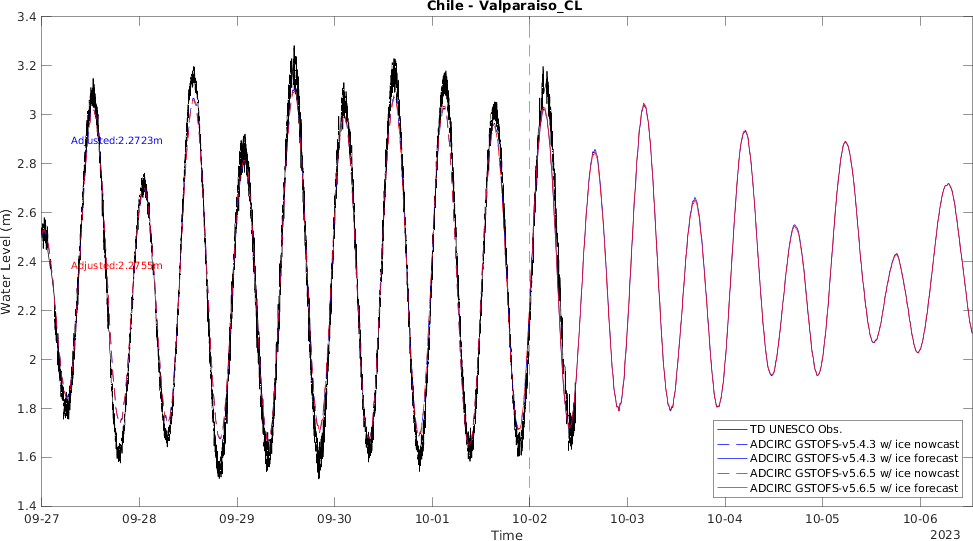 Chile - Valparaiso_CL
3.4
3.2
3
2.8
2.6
2.4
2.2
2
1.8
1.6
1.4
Water Level (m)
Adjusted:2.2723m
Adjusted:2.2755m
TD UNESCO Obs.
ADCIRC GSTOFS-v5.4.3 w/ ice nowcast
ADCIRC GSTOFS-v5.4.3 w/ ice forecast
ADCIRC GSTOFS-v5.6.5 w/ ice nowcast
ADCIRC GSTOFS-v5.6.5 w/ ice forecast
09-27 09-28 09-29 09-30 10-01 10-02 10-03 10-04 10-05 10-06
Time
2023